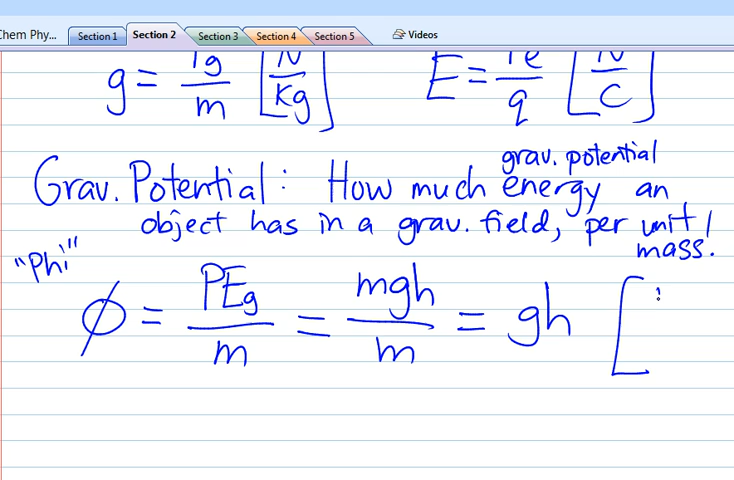 Chem Phy... Section 1 Section 2 Section 3 Section 4 Section 5 Videos
g = Fg/m [N/Kg] E = Fe/q [N/C]
grav. potential
Grav. Potential : How much energy an
object has in a grav. field, per unit
mass.
"Phi"
ϕ = PEg/m = mgh/m = gh [